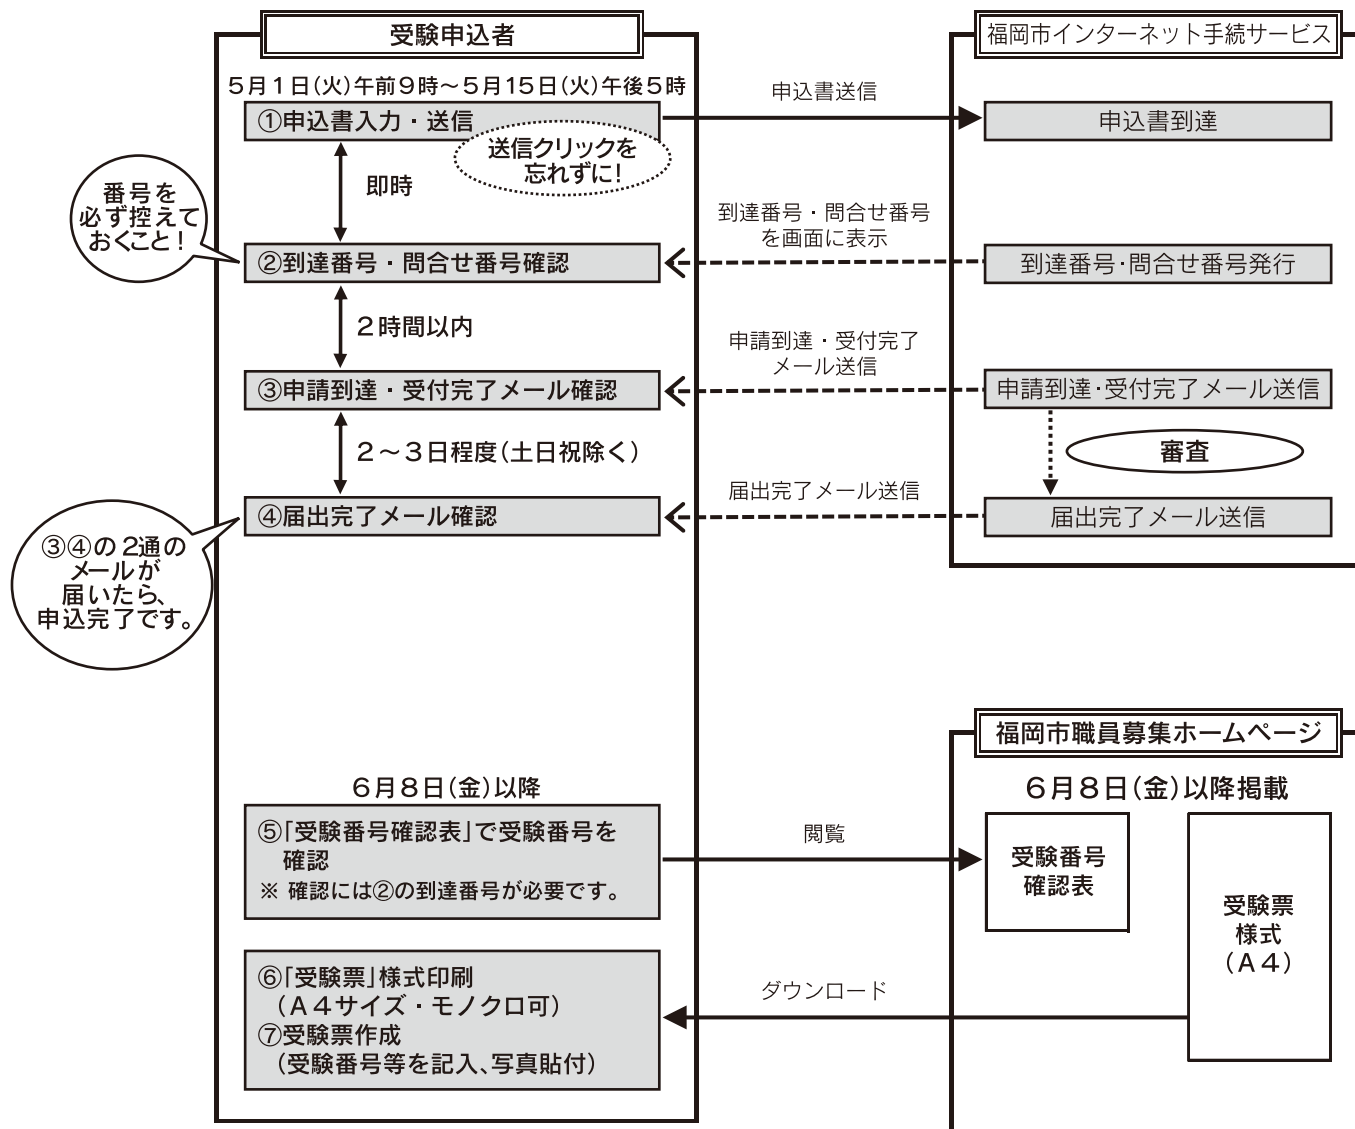 受験申込者
福岡市インターネット手続サービス
5月1日(火)午前9時～5月15日(火)午後5時
①申込書入力・送信
送信クリックを
忘れずに!
申込書送信
申込書到達
即時
番号を
必ず控えて
おくこと!
到達番号・問合せ番号
を画面に表示
②到達番号・問合せ番号確認
到達番号・問合せ番号発行
2時間以内
申請到達・受付完了
メール送信
③申請到達・受付完了メール確認
申請到達・受付完了メール送信
2～3日程度(土日祝除く)
審査
届出完了メール送信
④届出完了メール確認
届出完了メール送信
③④の2通の
メールが
届いたら、
申込完了です。
福岡市職員募集ホームページ
6月8日(金)以降
6月8日(金)以降掲載
⑤「受験番号確認表」で受験番号を
確認
※ 確認には②の到達番号が必要です。
閲覧
受験番号
確認表
受験票
様式
(A4)
⑥「受験票」様式印刷
(A4サイズ・モノクロ可)
⑦受験票作成
(受験番号等を記入、写真貼付)
ダウンロード